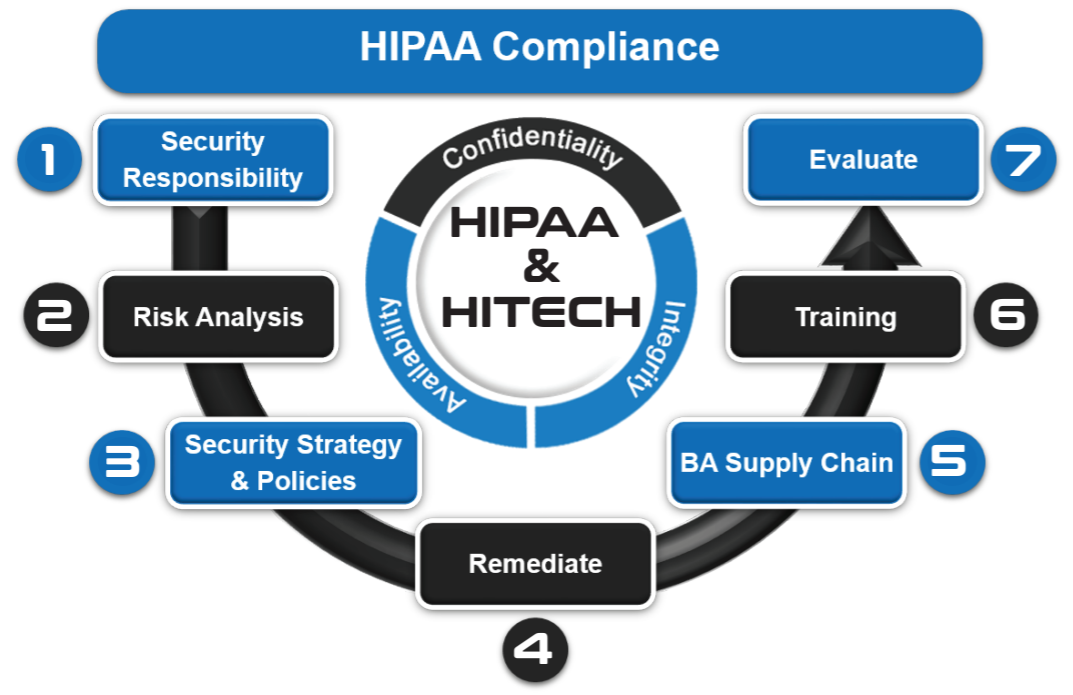 HIPAA Compliance
1
Security
Responsibility
2
Risk Analysis
3
Security Strategy
& Policies
4
Remediate
5
BA Supply Chain
6
Training
7
Evaluate
Confidentiality
Integrity
Availability
HIPAA
&
HITECH